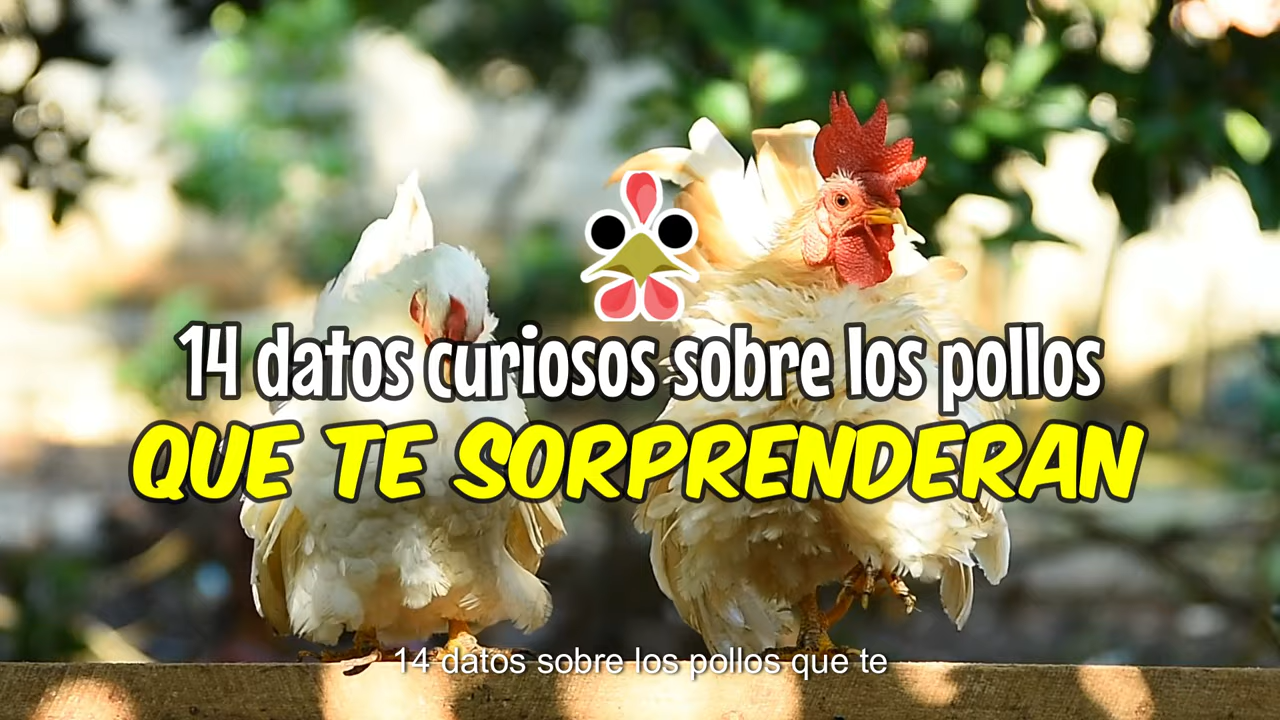 14 datos curiosos sobre los pollos
QUE TE SORPRENDERAN
14 datos sobre los pollos que te